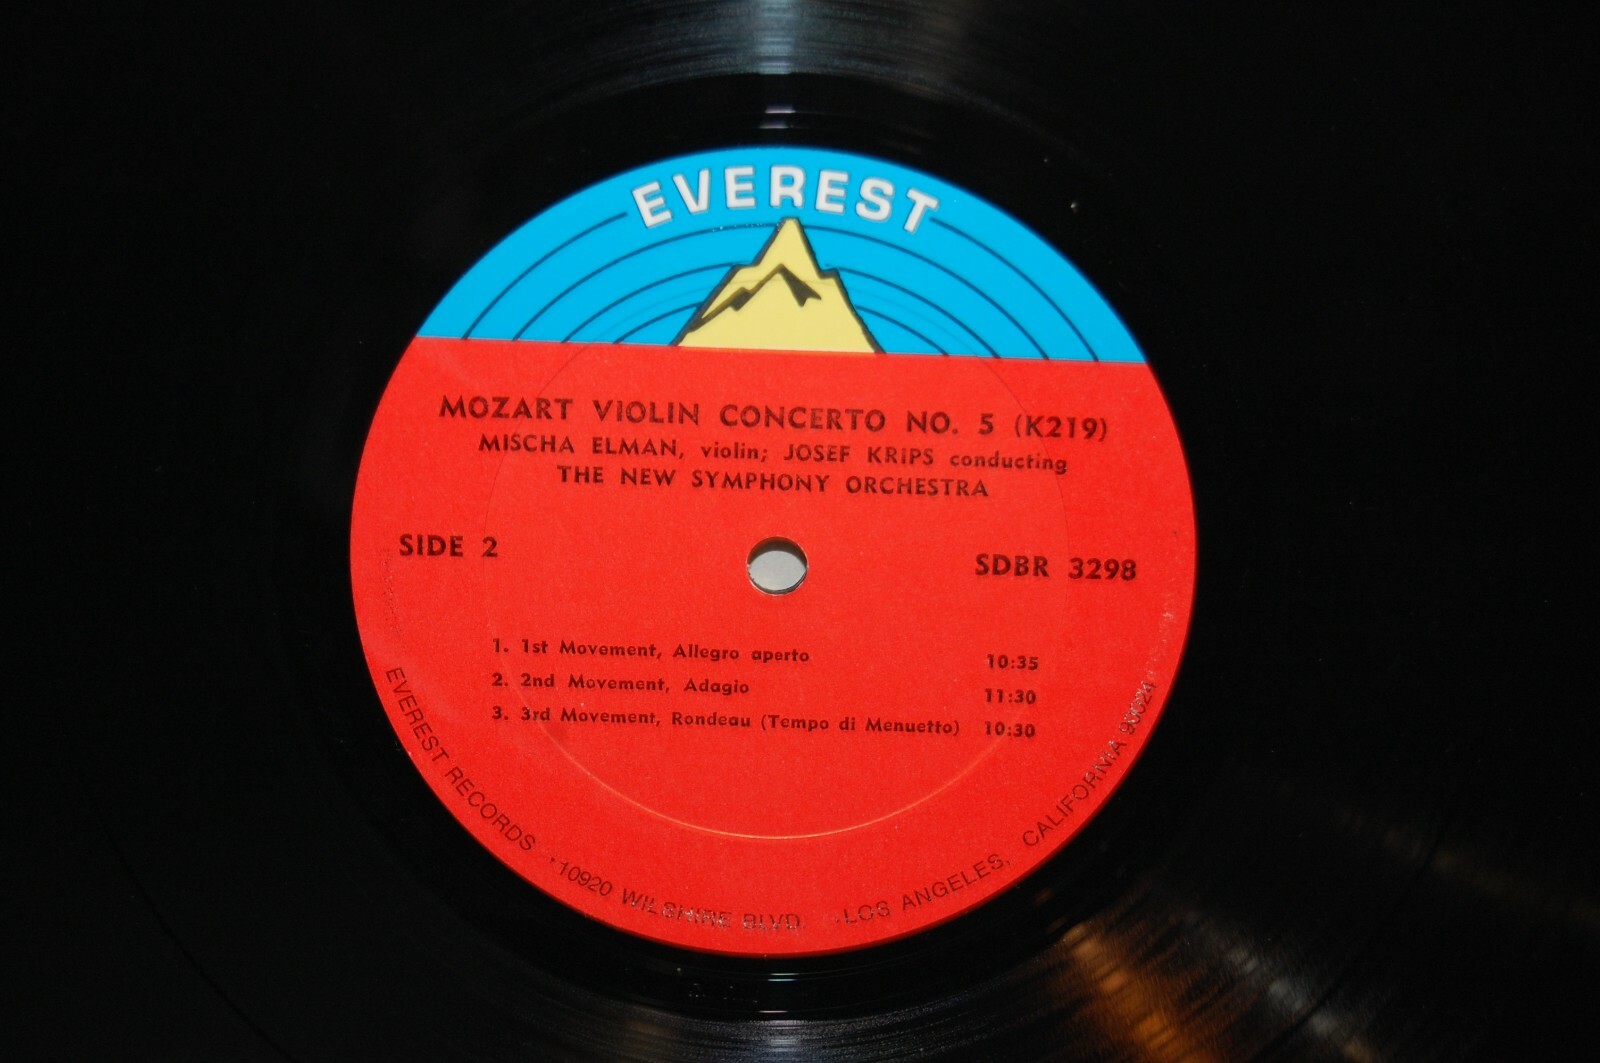 EVEREST
MOZART VIOLIN CONCERTO NO. 5 (K219)
MISCHA ELMAN, violin; JOSEF KRIPS conducting
THE NEW SYMPHONY ORCHESTRA
SIDE 2
SDBR 3298
1. 1st Movement, Allegro aperto 10:35
2. 2nd Movement, Adagio 11:30
3. 3rd Movement, Rondeau (Tempo di Menuetto) 10:30
EVEREST RECORDS · 10920 WILSHIRE BLVD · LOS ANGELES, CALIFORNIA 90024